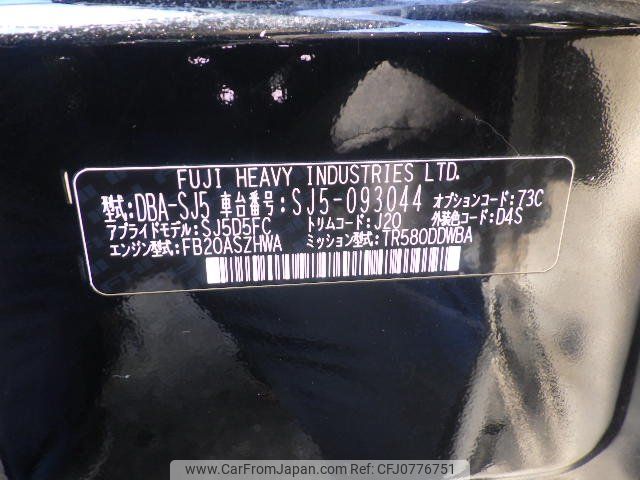 FUJI HEAVY INDUSTRIES LTD.
型式:DBA-SJ5 車台番号:SJ5-093044 オプションコード:73C
アプライドモデル:SJ5D5FC トリムコード:J20 外装色コード:D4S
エンジン型式:FB20ASZHWA ミッション型式:TR580DDWBA
www.CarFromJapan.com - CFJ0776751